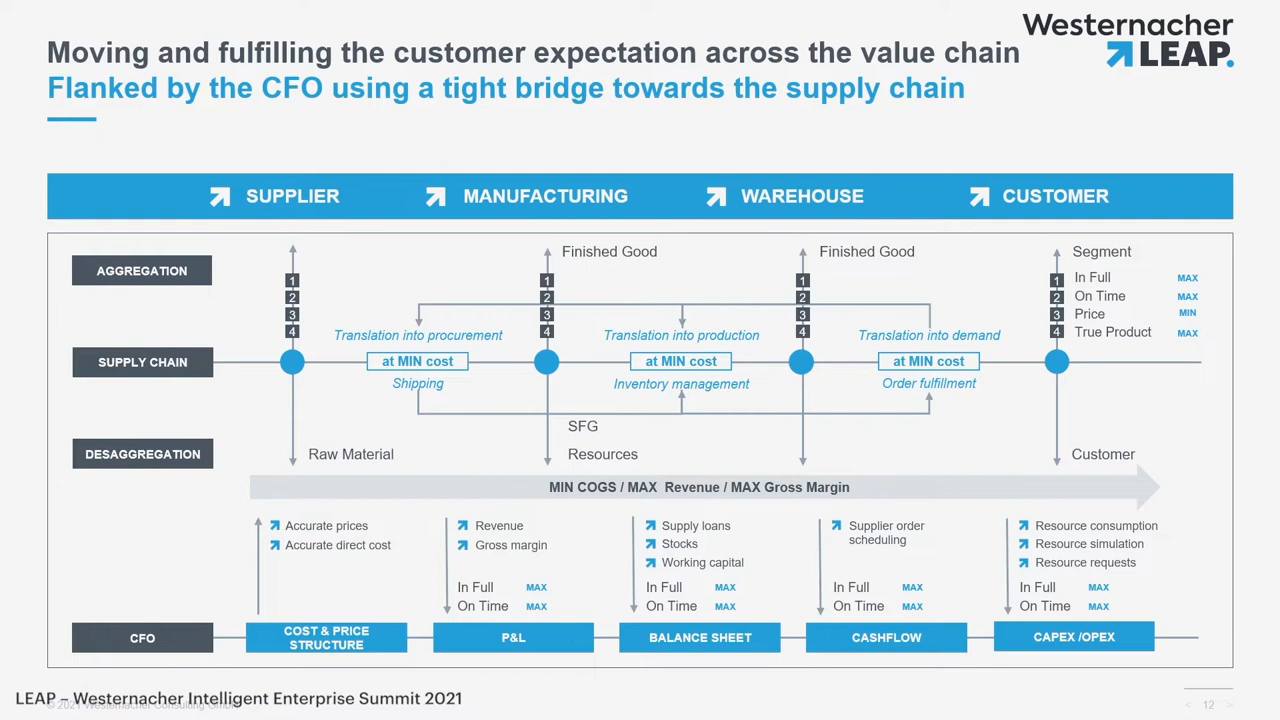 Westernacher
LEAP.
Moving and fulfilling the customer expectation across the value chain
Flanked by the CFO using a tight bridge towards the supply chain
SUPPLIER MANUFACTURING WAREHOUSE CUSTOMER
AGGREGATION
Finished Good Finished Good Segment
1 1 1 1 In Full MAX
2 2 2 2 On Time MAX
3 3 3 3 Price MIN
4 4 4 4 True Product MAX
Translation into procurement Translation into production Translation into demand
SUPPLY CHAIN at MIN cost at MIN cost at MIN cost
Shipping Inventory management Order fulfillment
SFG
DESAGGREGATION Raw Material Resources Customer
MIN COGS / MAX Revenue / MAX Gross Margin
Accurate prices Revenue Supply loans Supplier order Resource consumption
Accurate direct cost Gross margin Stocks scheduling Resource simulation
Working capital Resource requests
In Full MAX In Full MAX In Full MAX In Full MAX
On Time MAX On Time MAX On Time MAX On Time MAX
CFO COST & PRICE P&L BALANCE SHEET CASHFLOW CAPEX /OPEX
STRUCTURE
LEAP – Westernacher Intelligent Enterprise Summit 2021
© 2021 Westernacher Consulting GmbH
< 12 >